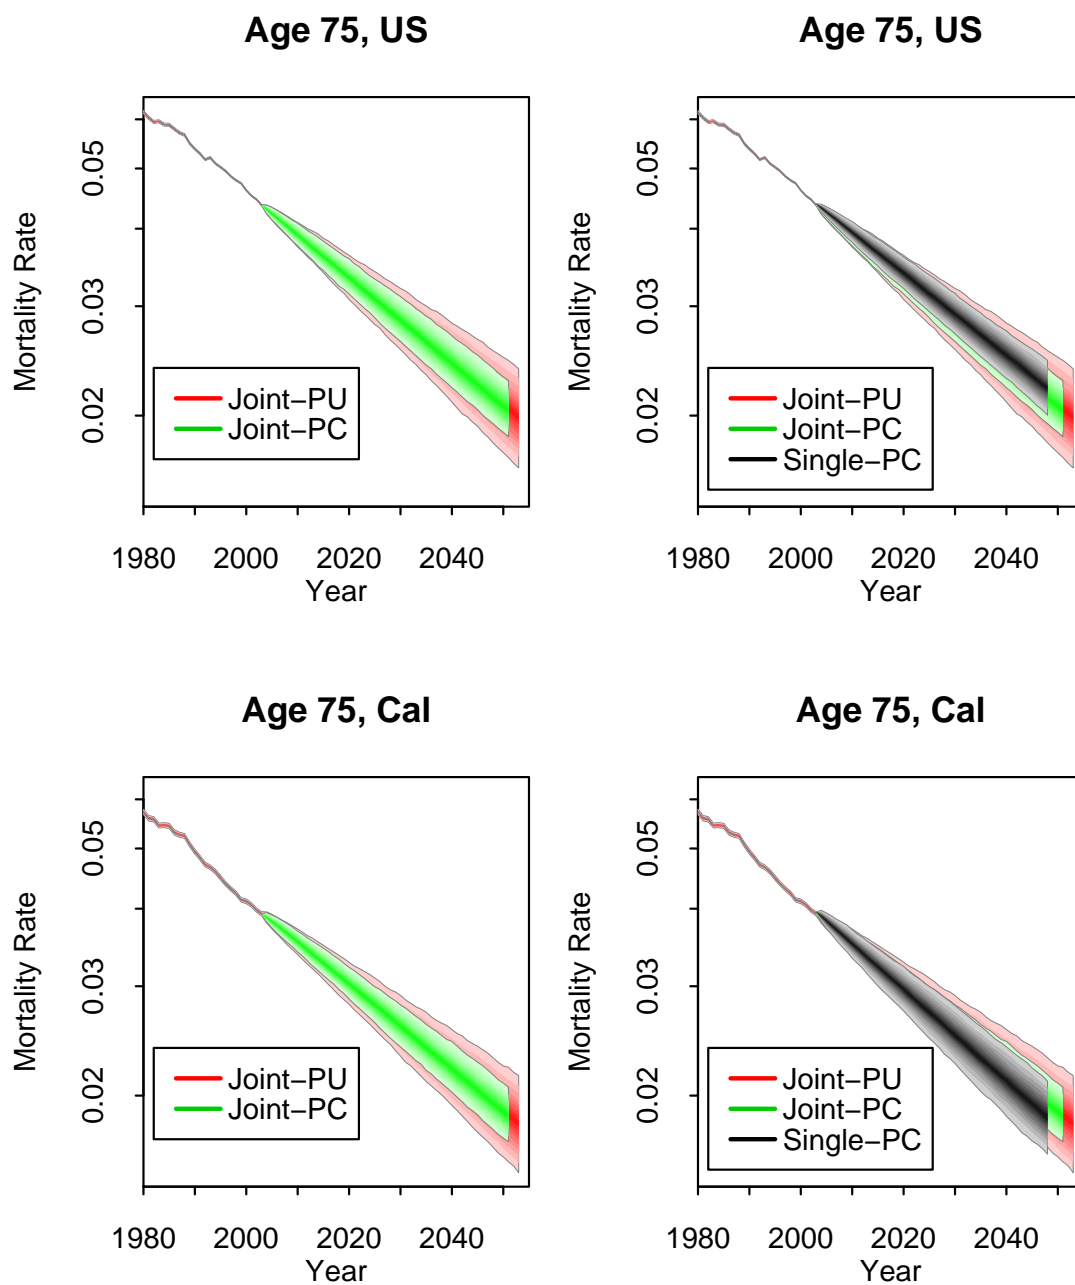 Age 75, US
Mortality Rate
0.05
0.03
0.02
Joint−PU
Joint−PC
1980 2000 2020 2040
Year
Age 75, US
Mortality Rate
0.05
0.03
0.02
Joint−PU
Joint−PC
Single−PC
1980 2000 2020 2040
Year
Age 75, Cal
Mortality Rate
0.05
0.03
0.02
Joint−PU
Joint−PC
1980 2000 2020 2040
Year
Age 75, Cal
Mortality Rate
0.05
0.03
0.02
Joint−PU
Joint−PC
Single−PC
1980 2000 2020 2040
Year